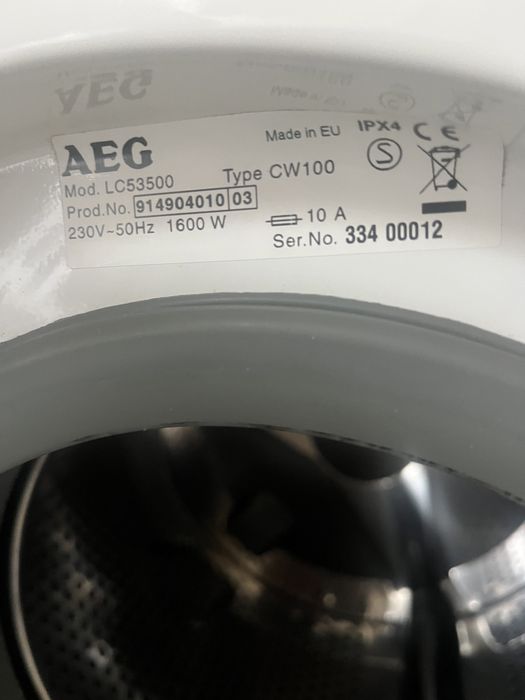 AEG
Made in EU IPX4 CE
S
Mod. LC53500 Type CW100
Prod.No. 914904010 03
230V~50Hz 1600 W 10 A
Ser.No. 334 00012